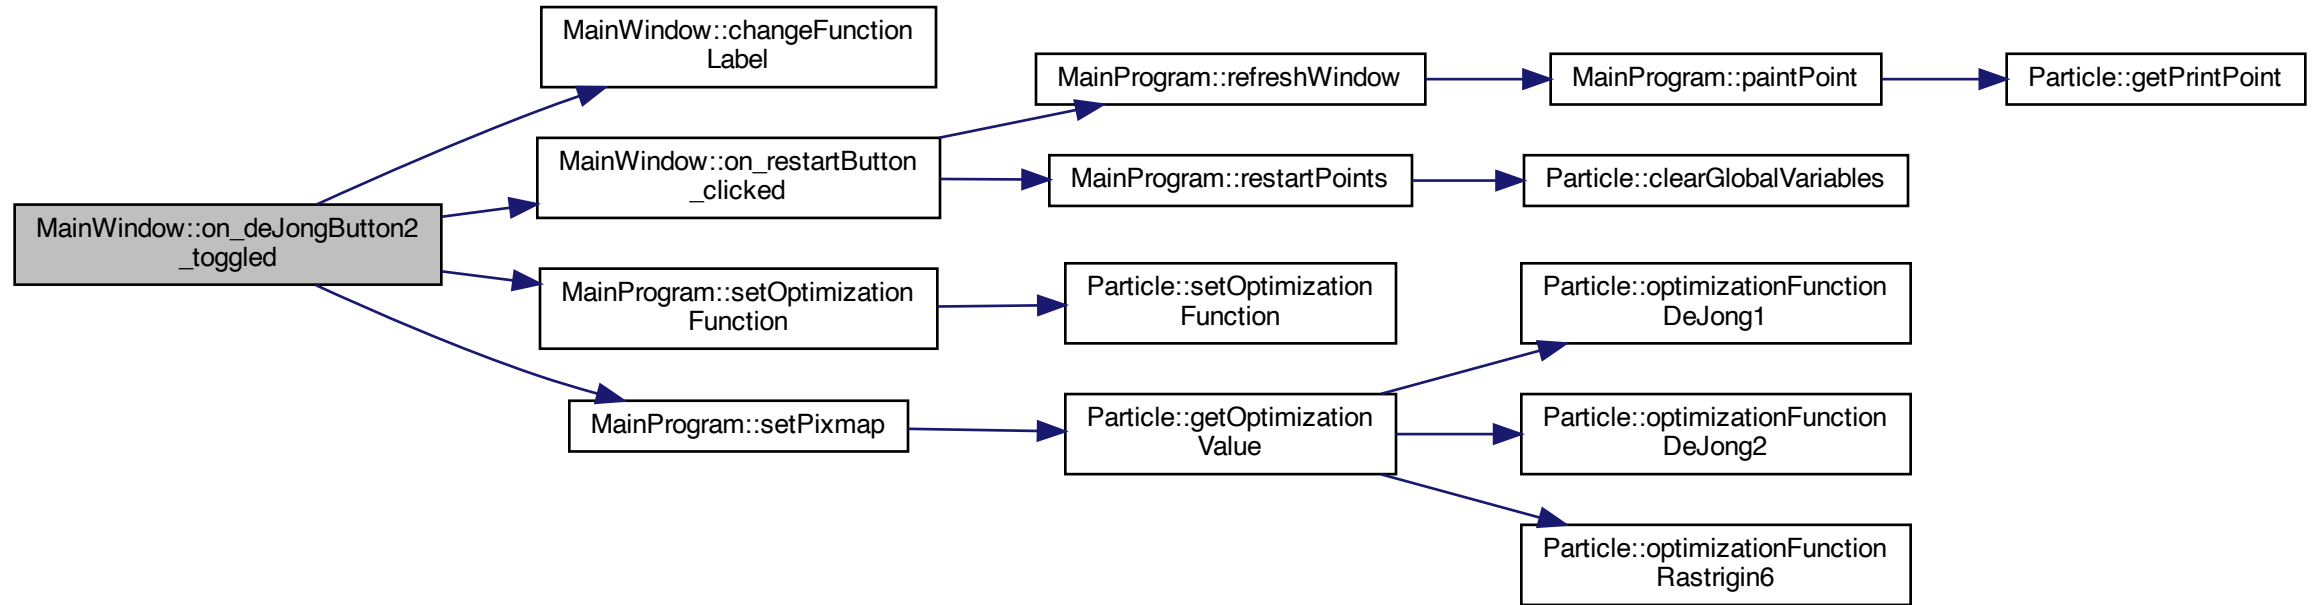 MainWindow::on_deJongButton2
_toggled
MainWindow::changeFunction
Label
MainWindow::on_restartButton
_clicked
MainProgram::refreshWindow
MainProgram::paintPoint
Particle::getPrintPoint
MainProgram::restartPoints
Particle::clearGlobalVariables
MainProgram::setOptimization
Function
Particle::setOptimization
Function
MainProgram::setPixmap
Particle::getOptimization
Value
Particle::optimizationFunction
DeJong1
Particle::optimizationFunction
DeJong2
Particle::optimizationFunction
Rastrigin6